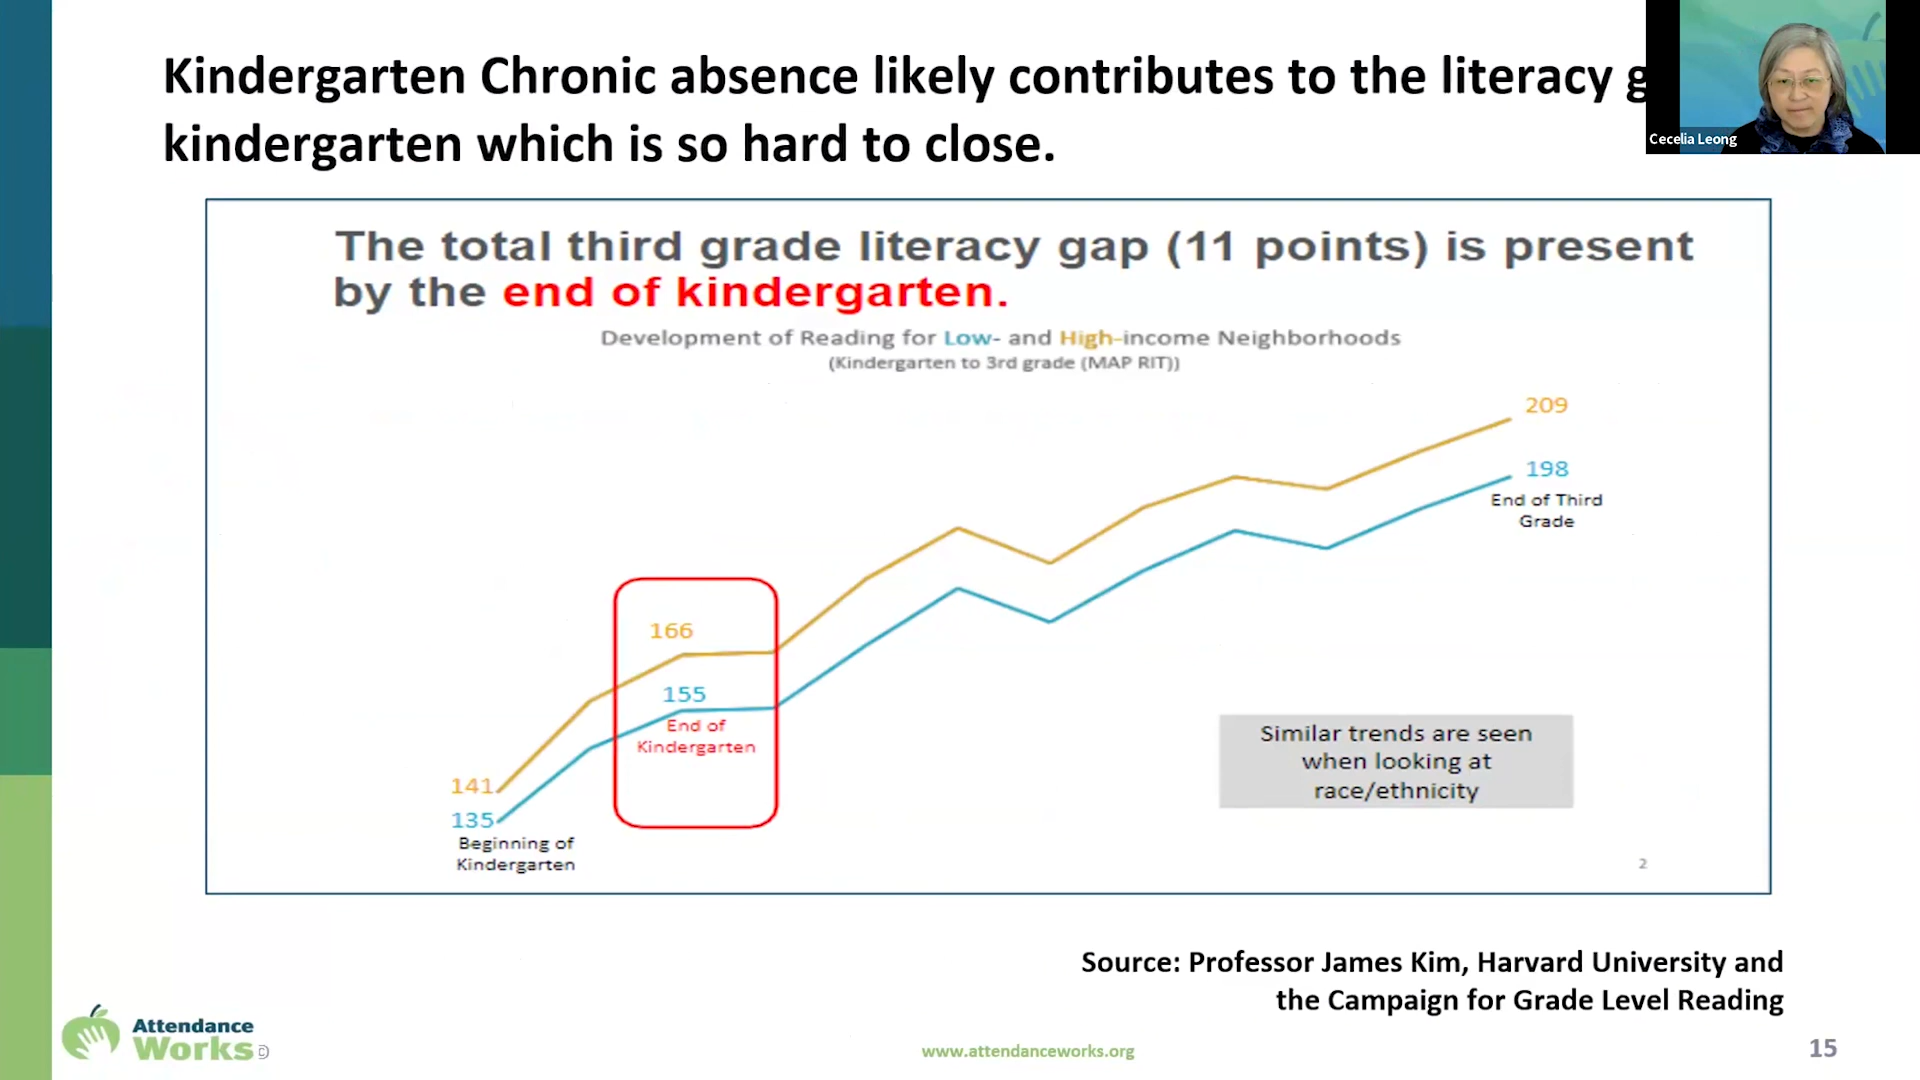 Kindergarten Chronic absence likely contributes to the literacy
kindergarten which is so hard to close.
Cecelia Leong
The total third grade literacy gap (11 points) is present
by the end of kindergarten.
Development of Reading for Low- and High-income Neighborhoods
(Kindergarten to 3rd grade (MAP RIT))
209
198
End of Third
Grade
166
155
End of
Kindergarten
141
135
Beginning of
Kindergarten
Similar trends are seen
when looking at
race/ethnicity
2
Source: Professor James Kim, Harvard University and
the Campaign for Grade Level Reading
Attendance
Works©
www.attendanceworks.org
15